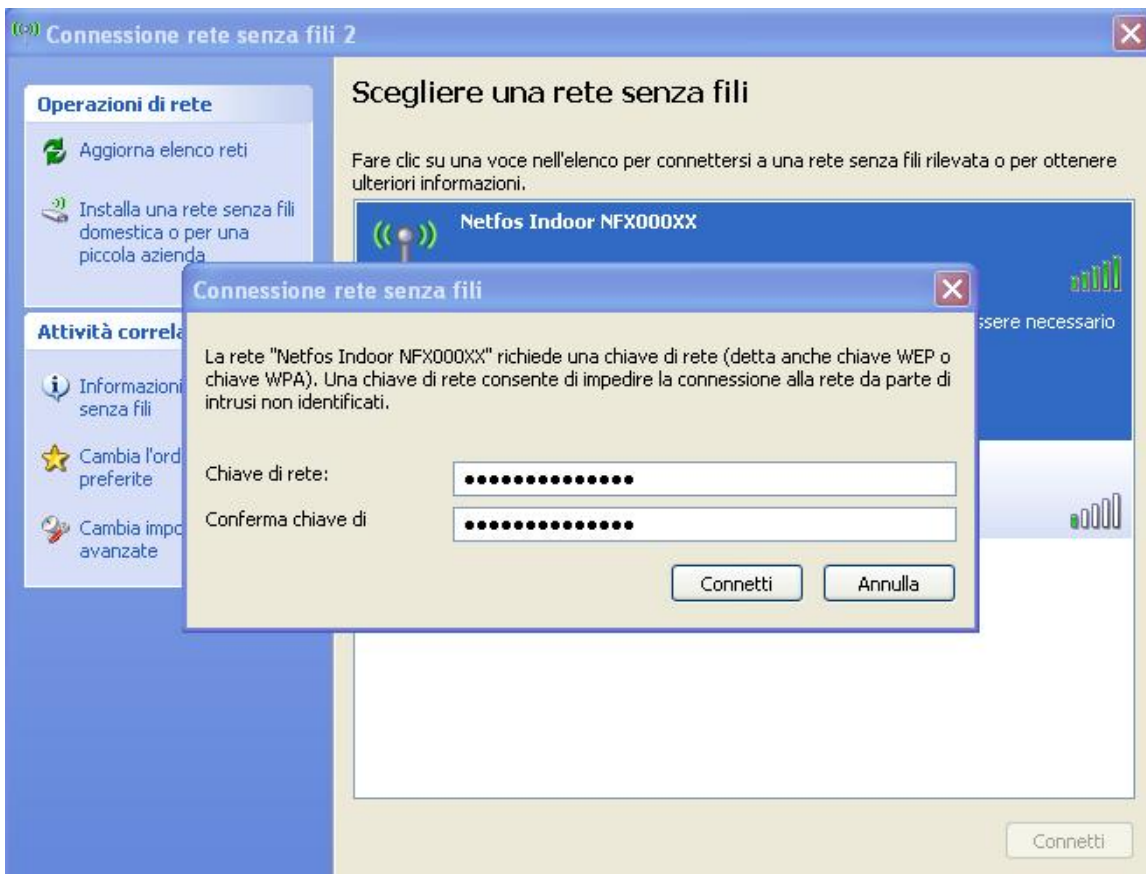 Connessione rete senza fili 2
Operazioni di rete
Aggiorna elenco reti
Installa una rete senza fili
domestica o per una
piccola azienda
Scegliere una rete senza fili
Fare clic su una voce nell'elenco per connettersi a una rete senza fili rilevata o per ottenere
ulteriori informazioni.
Netfos Indoor NFX000XX
ssere necessario
Attività correla
Informazioni
senza fili
Cambia l'ord
preferite
Cambia impo
avanzate
Connessione rete senza fili
La rete "Netfos Indoor NFX000XX" richiede una chiave di rete (detta anche chiave WEP o
chiave WPA). Una chiave di rete consente di impedire la connessione alla rete da parte di
intrusi non identificati.
Chiave di rete:
●●●●●●●●●●●●●●
Conferma chiave di
●●●●●●●●●●●●●●
Connetti Annulla
Connetti